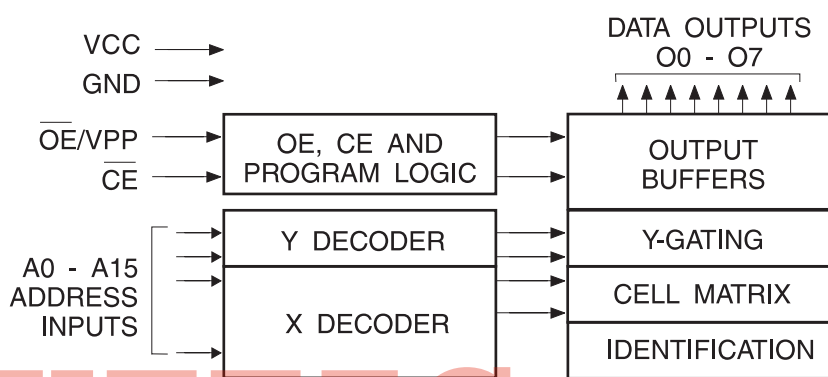 VCC
GND
OE/VPP
CE
A0 - A15
ADDRESS
INPUTS
OE, CE AND
PROGRAM LOGIC
Y DECODER
X DECODER
DATA OUTPUTS
O0 - O7
OUTPUT
BUFFERS
Y-GATING
CELL MATRIX
IDENTIFICATION